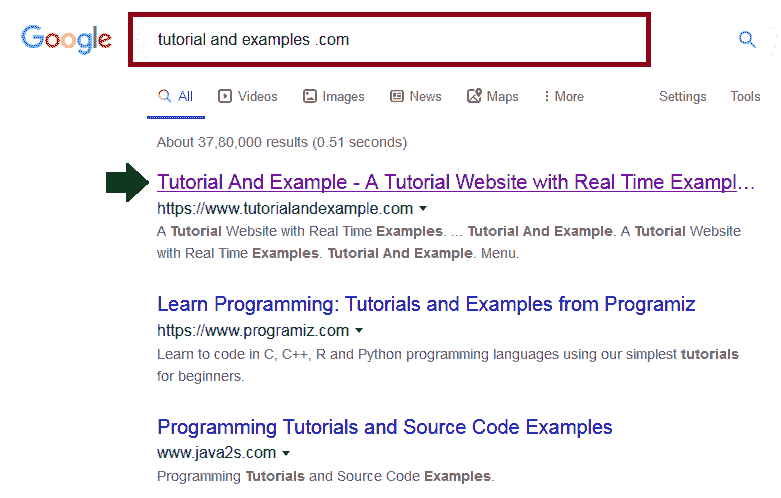 Google
tutorial and examples .com
All Videos Images News Maps More Settings Tools
About 37,80,000 results (0.51 seconds)
Tutorial And Example - A Tutorial Website with Real Time Exampl...
https://www.tutorialandexample.com
A Tutorial Website with Real Time Examples. ... Tutorial And Example. A Tutorial Website
with Real Time Examples. Tutorial And Example. Menu.
Learn Programming: Tutorials and Examples from Programiz
https://www.programiz.com
Learn to code in C, C++, R and Python programming languages using our simplest tutorials
for beginners.
Programming Tutorials and Source Code Examples
www.java2s.com
Programming Tutorials and Source Code Examples.